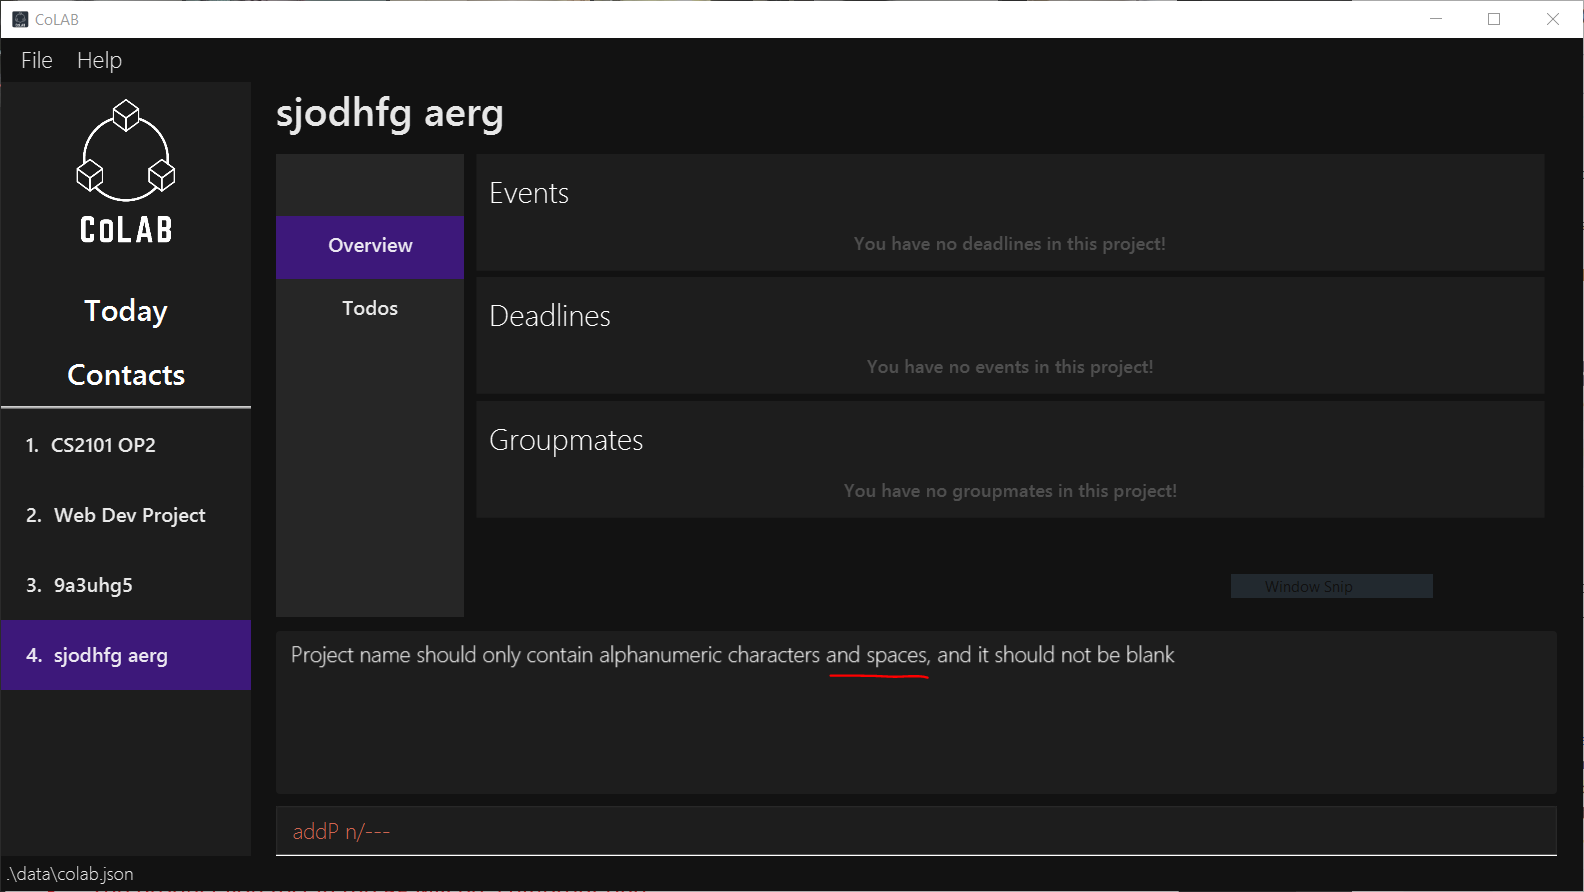 CoLAB
File Help
CoLAB
Today
Contacts
1. CS2101 OP2
2. Web Dev Project
3. 9a3uhg5
4. sjodhfg aerg
sjodhfg aerg
Overview
Todos
Events
You have no deadlines in this project!
Deadlines
You have no events in this project!
Groupmates
You have no groupmates in this project!
Window Snip
Project name should only contain alphanumeric characters and spaces, and it should not be blank
addP n/---
.\data\colab.json